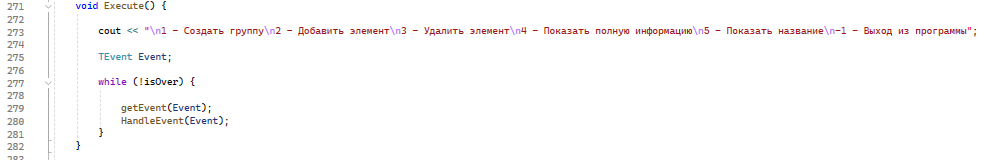 271 void Execute() {
272
273 cout << "\n1 - Создать группу\n2 - Добавить элемент\n3 - Удалить элемент\n4 - Показать полную информацию\n5 - Показать название\n-1 - Выход из программы";
274
275 TEvent Event;
276
277 while (!isOver) {
278
279 getEvent(Event);
280 HandleEvent(Event);
281 }
282 }
283